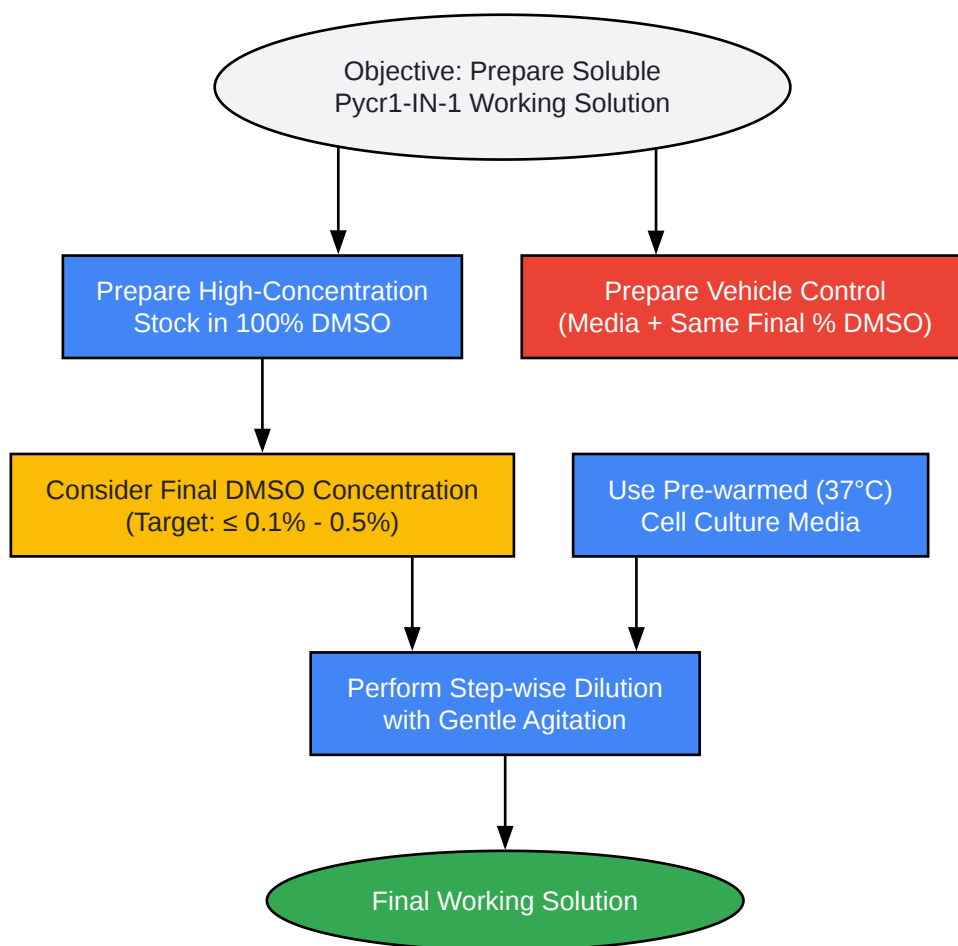 Objective: Prepare Soluble
Pycr1-IN-1 Working Solution
Prepare High-Concentration
Stock in 100% DMSO
Prepare Vehicle Control
(Media + Same Final % DMSO)
Consider Final DMSO Concentration
(Target: ≤ 0.1% - 0.5%)
Use Pre-warmed (37°C)
Cell Culture Media
Perform Step-wise Dilution
with Gentle Agitation
Final Working Solution